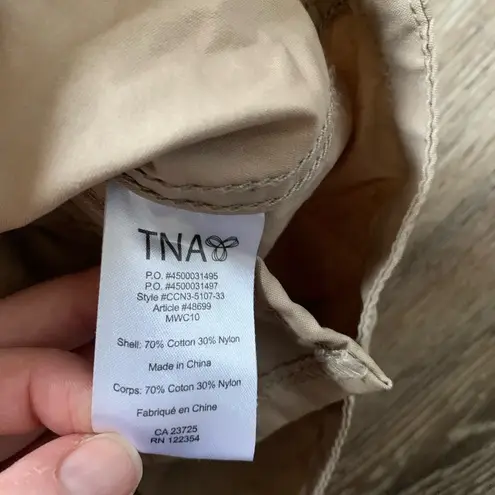 TNA
P.O. #4500031495
P.O. #4500031497
Style #CCN3-5107-33
Article #48699
MWC10
Shell: 70% Cotton 30% Nylon
Made in China
Corps: 70% Coton 30% Nylon
Fabriqué en Chine
CA 23725
RN 122354